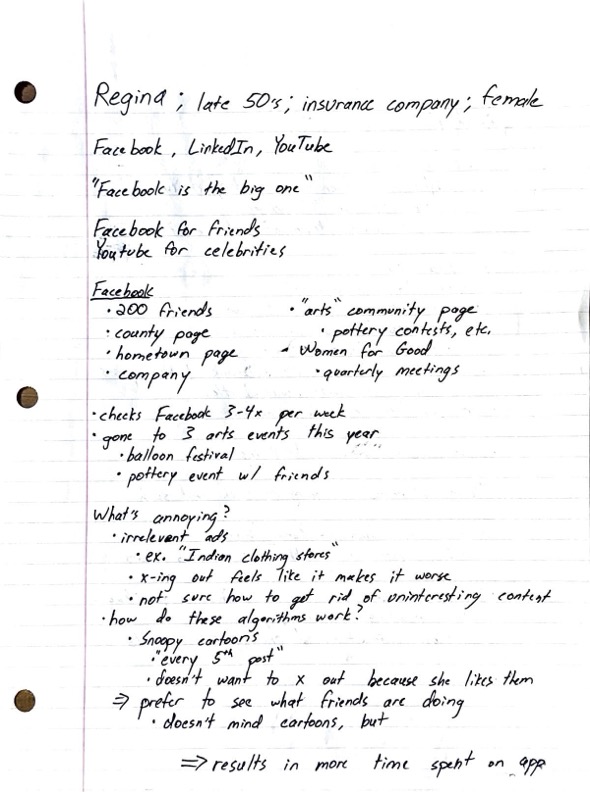 Regina ; late 50's ; insurance company ; female
Facebook, LinkedIn, YouTube
"Facebook is the big one"
Facebook for friends
Youtube for celebrities
Facebook
• 200 friends
• county page
• hometown page
• company
• "arts" community page
• pottery contests, etc.
- Women for Good
• quarterly meetings
• checks Facebook 3-4x per week
• gone to 3 arts events this year
• balloon festival
• pottery event w/ friends
What's annoying?
• irrelevant ads
• ex. "Indian clothing stores"
• x-ing out feels like it makes it worse
• not sure how to get rid of uninteresting content
• how do these algorithms work?
• Snoopy cartoons
• "every 5th post"
• doesn't want to x out because she likes them
⇒ prefer to see what friends are doing
• doesn't mind cartoons, but
⇒ results in more time spent on app